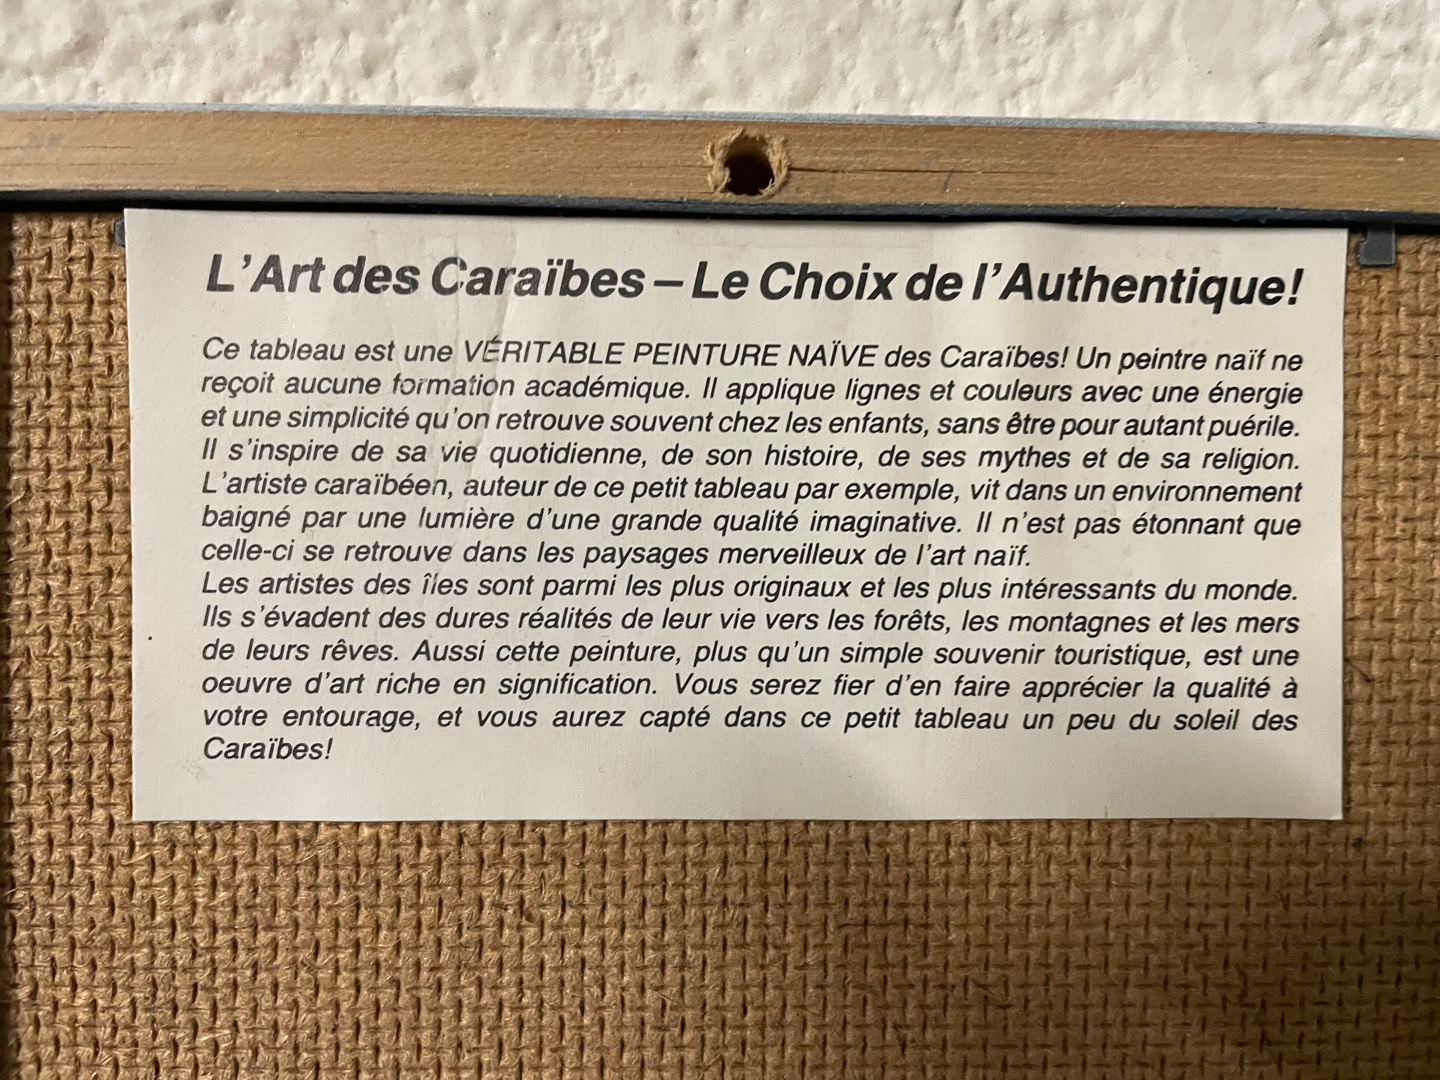 L'Art des Caraïbes – Le Choix de l'Authentique!
Ce tableau est une VÉRITABLE PEINTURE NAÏVE des Caraïbes! Un peintre naïf ne
reçoit aucune formation académique. Il applique lignes et couleurs avec une énergie
et une simplicité qu'on retrouve souvent chez les enfants, sans être pour autant puérile.
Il s'inspire de sa vie quotidienne, de son histoire, de ses mythes et de sa religion.
L'artiste caraïbéen, auteur de ce petit tableau par exemple, vit dans un environnement
baigné par une lumière d'une grande qualité imaginative. Il n'est pas étonnant que
celle-ci se retrouve dans les paysages merveilleux de l'art naïf.
Les artistes des îles sont parmi les plus originaux et les plus intéressants du monde.
Ils s'évadent des dures réalités de leur vie vers les forêts, les montagnes et les mers
de leurs rêves. Aussi cette peinture, plus qu'un simple souvenir touristique, est une
oeuvre d'art riche en signification. Vous serez fier d'en faire apprécier la qualité à
votre entourage, et vous aurez capté dans ce petit tableau un peu du soleil des
Caraïbes!